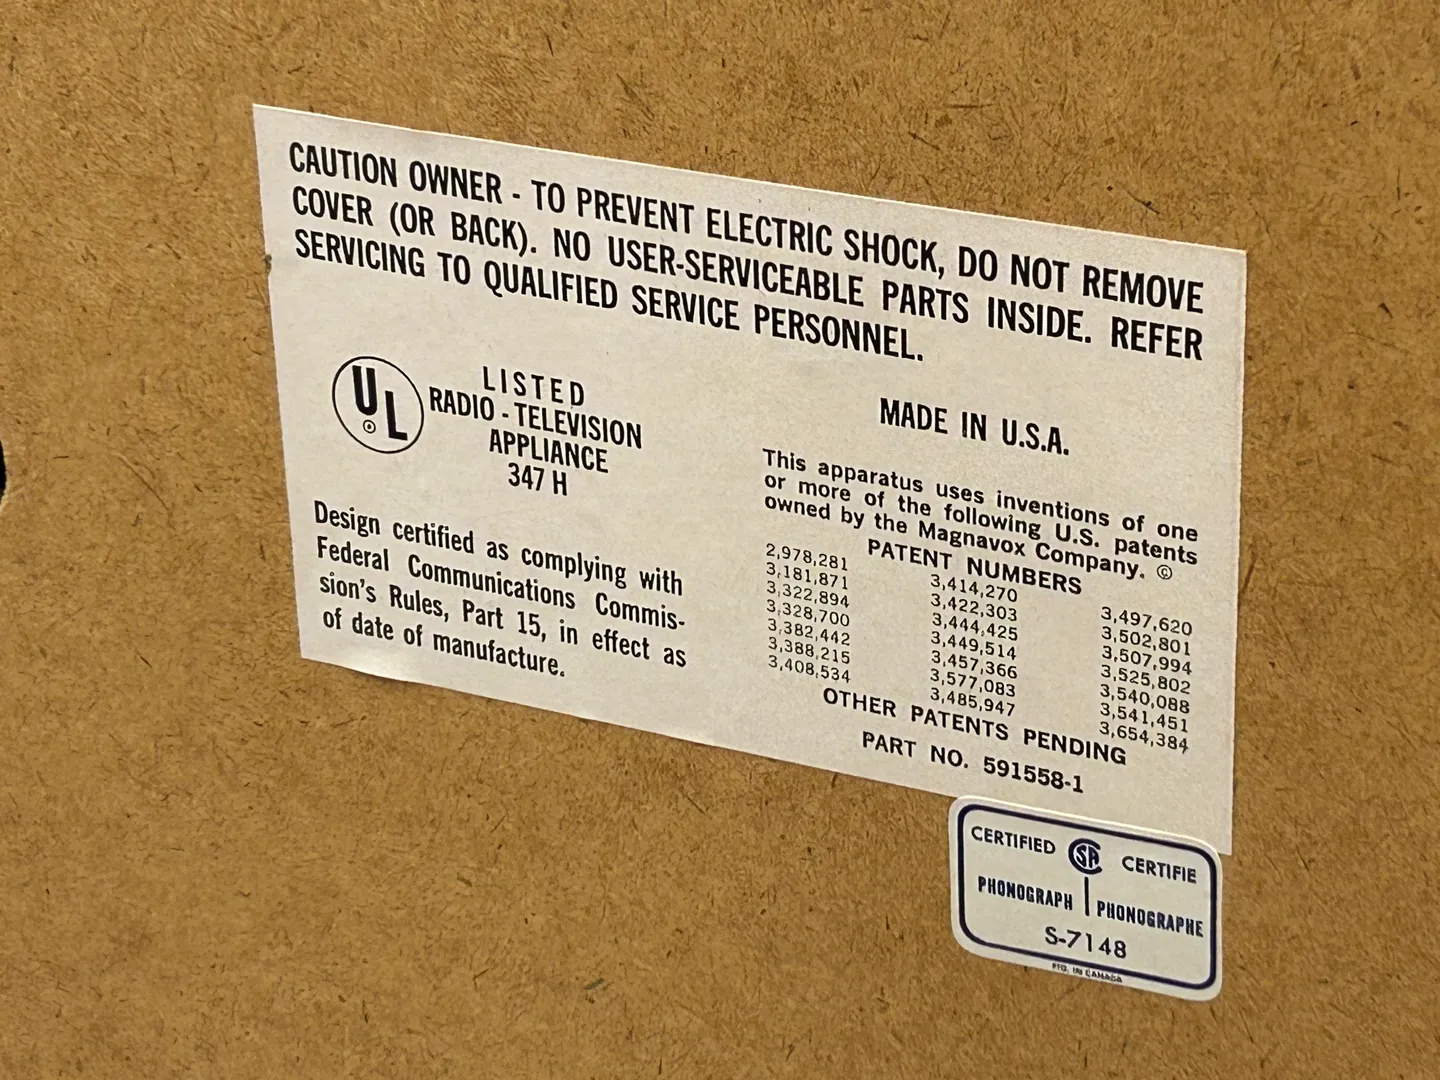 CAUTION OWNER - TO PREVENT ELECTRIC SHOCK, DO NOT REMOVE
COVER (OR BACK). NO USER-SERVICEABLE PARTS INSIDE. REFER
SERVICING TO QUALIFIED SERVICE PERSONNEL.
UL
LISTED
RADIO - TELEVISION
APPLIANCE
347 H
Design certified as complying with
Federal Communications Commis-
sion's Rules, Part 15, in effect as
of date of manufacture.
MADE IN U.S.A.
This apparatus uses inventions of one
or more of the following U.S. patents
owned by the Magnavox Company. ©
PATENT NUMBERS
2,978,281 3,414,270 3,497,620
3,181,871 3,422,303 3,502,801
3,322,894 3,444,425 3,507,994
3,328,700 3,449,514 3,525,802
3,382,442 3,457,366 3,540,088
3,388,215 3,577,083 3,541,451
3,408,534 3,485,947 3,654,384
OTHER PATENTS PENDING
PART NO. 591558-1
CERTIFIED SA CERTIFIE
PHONOGRAPH PHONOGRAPHE
S-7148
PTG. IN CANADA